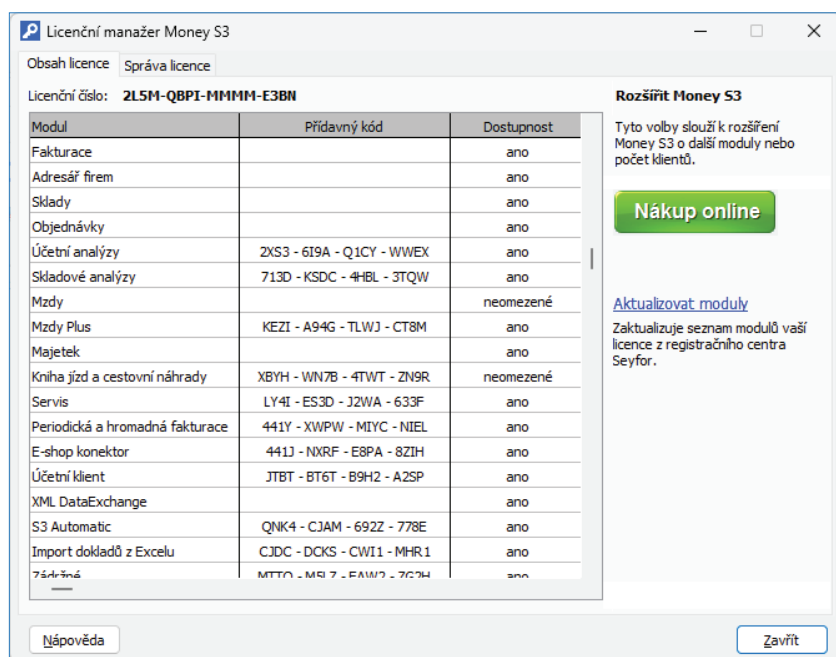 Licenční manažer Money S3
Obsah licence Správa licence
Licenční číslo: 2L5M-QBPI-MMMM-E3BN
Modul Přídavný kód Dostupnost
Fakturace ano
Adresář firem ano
Sklady ano
Objednávky ano
Účetní analýzy 2XS3 - 6I9A - Q1CY - WWEX ano
Skladové analýzy 713D - KSDC - 4HBL - 3TQW ano
Mzdy neomezené
Mzdy Plus KEZI - A94G - TLWJ - CT8M ano
Majetek ano
Kniha jízd a cestovní náhrady XBYH - WN7B - 4TWT - ZN9R neomezené
Servis LY4I - ES3D - J2WA - 633F ano
Periodická a hromadná fakturace 441Y - XWPW - MIYC - NIEL ano
E-shop konektor 441J - NXRF - E8PA - 8ZIH ano
Účetní klient JTBT - BT6T - B9H2 - A2SP ano
XML DataExchange ano
S3 Automatic QNK4 - CJAM - 692Z - 778E ano
Import dokladů z Excelu CJDC - DCKS - CWI1 - MHR1 ano
Zádržné MTTO - M5LZ - EAW2 - 7G2H ano
Rozšířit Money S3
Tyto volby slouží k rozšíření
Money S3 o další moduly nebo
počet klientů.
Nákup online
Aktualizovat moduly
Zaktualizuje seznam modulů vaší
licence z registračního centra
Seyfor.
Nápověda Zavřít